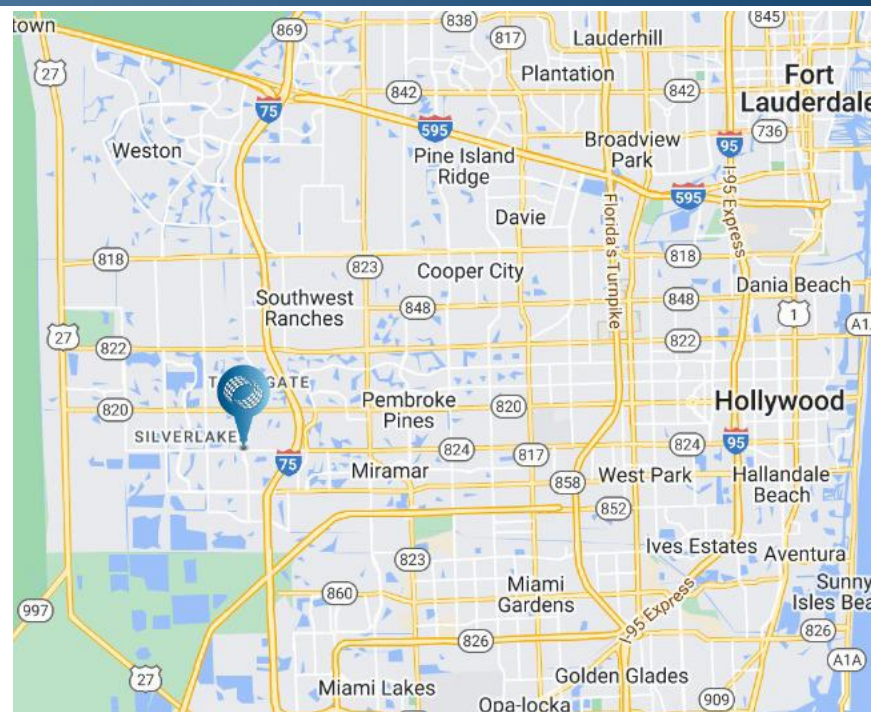 town
869
838
817
845
Lauderhill
27
Plantation
Fort
Lauderdale
842
842
75
595
736
Weston
Pine Island
Ridge
Broadview
Park
95
I-95 Express
595
Davie
Florida's Turnpike
818
823
Cooper City
818
Southwest
Ranches
848
848
Dania Beach
1
A1
27
822
822
GATE
820
Pembroke
Pines
820
Hollywood
SILVERLAKE
824
824
95
75
Miramar
817
858
West Park
Hallandale
Beach
852
Ives Estates
Aventura
823
Miami
Gardens
860
Sunny
Isles Bea
997
I-95 Express
826
826
27
Miami Lakes
Golden Glades
A1A
Opa-locka
909